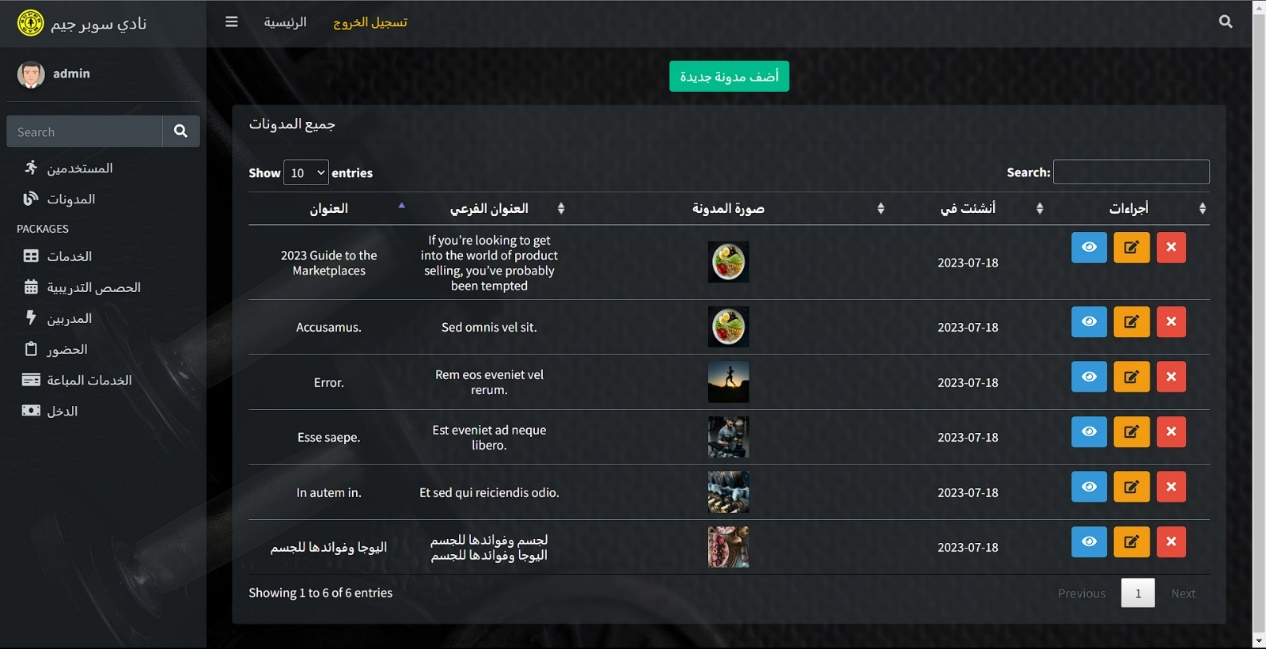 نادي سوبر جيم
الرئيسية
تسجيل الخروج
admin
Search
المستخدمين
المدونات
PACKAGES
الخدمات
الحصص التدريبية
المدربين
الحضور
الخدمات المباعة
الدخل
أضف مدونة جديدة
جميع المدونات
Show 10 entries
Search:
العنوان العنوان الفرعي صورة المدونة أنشئت في أجراءات
2023 Guide to the
Marketplaces
If you're looking to get
into the world of product
selling, you've probably
been tempted
2023-07-18
Accusamus. Sed omnis vel sit. 2023-07-18
Error.
Rem eos eveniet vel
rerum.
2023-07-18
Esse saepe.
Est eveniet ad neque
libero.
2023-07-18
In autem in. Et sed qui reiciendis odio. 2023-07-18
اليوجا وفوائدها للجسم
لجسم وفوائدها للجسم
اليوجا وفوائدها للجسم
2023-07-18
Showing 1 to 6 of 6 entries
Previous 1 Next